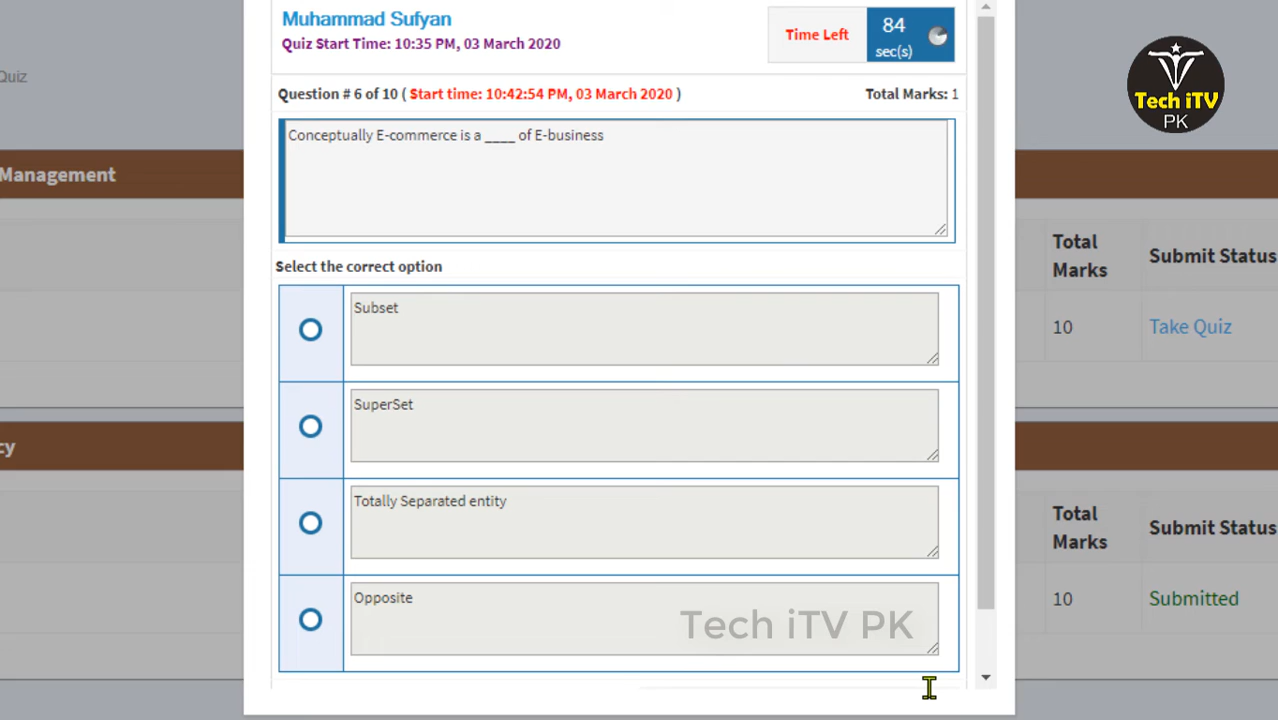 Muhammad Sufyan
Quiz Start Time: 10:35 PM, 03 March 2020
Time Left
84
sec(s)
Tech iTV
PK
Quiz
Question # 6 of 10 ( Start time: 10:42:54 PM, 03 March 2020 )
Total Marks: 1
Conceptually E-commerce is a ____ of E-business
Management
Total
Marks
Submit Status
Select the correct option
Subset
10
Take Quiz
SuperSet
cy
Totally Separated entity
Total
Marks
Submit Status
Opposite
10
Submitted
Tech iTV PK